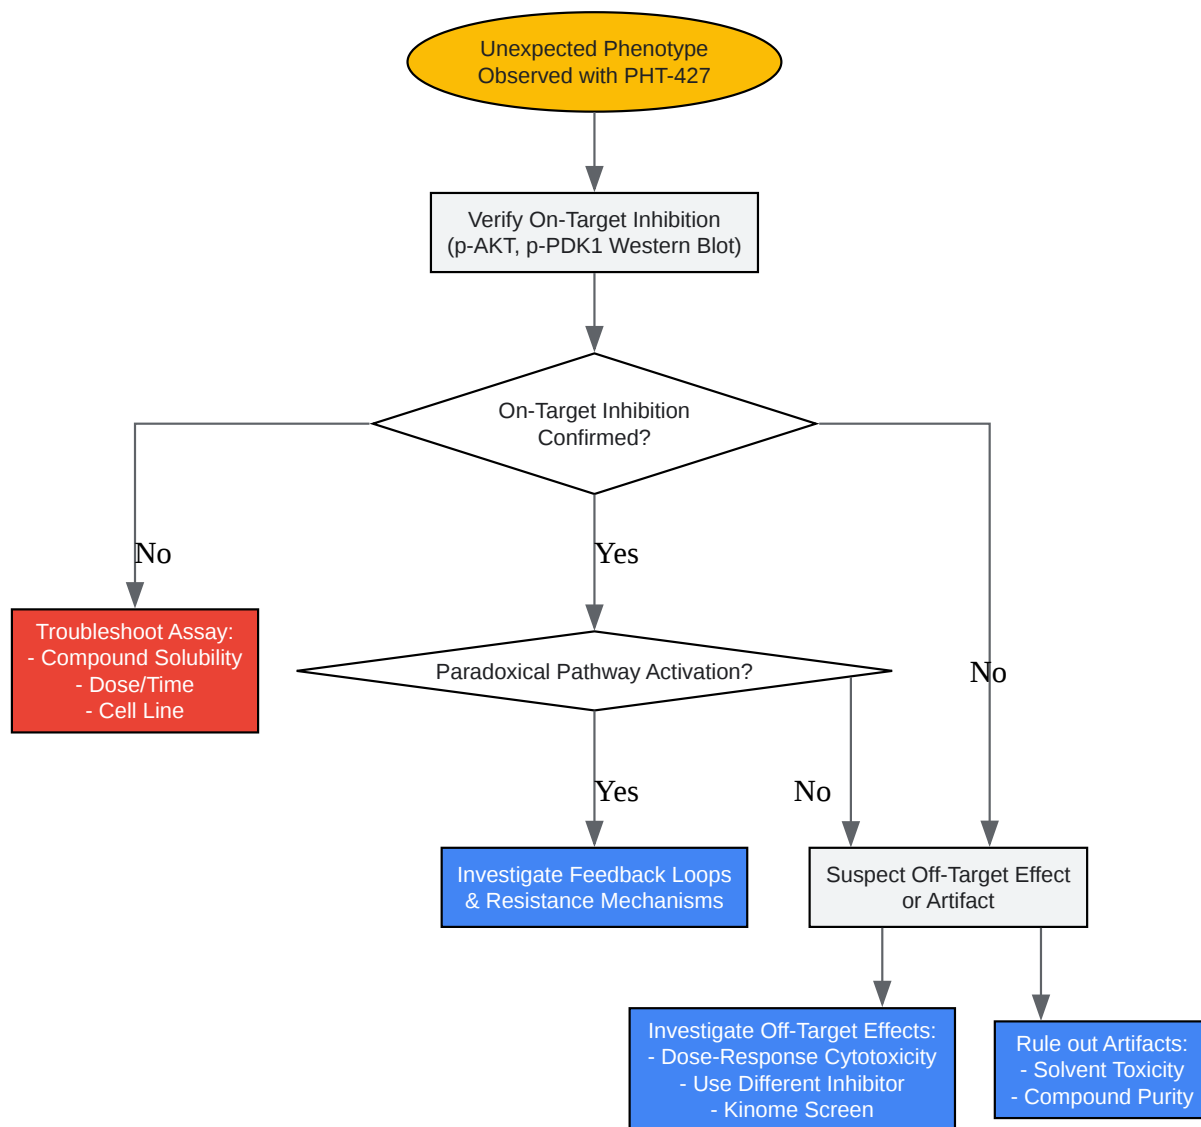 Unexpected Phenotype
Observed with PHT-427
Verify On-Target Inhibition
(p-AKT, p-PDK1 Western Blot)
On-Target Inhibition
Confirmed?
No
Yes
Troubleshoot Assay:
- Compound Solubility
- Dose/Time
- Cell Line
Paradoxical Pathway Activation?
No
Yes
No
Investigate Feedback Loops
& Resistance Mechanisms
Suspect Off-Target Effect
or Artifact
Investigate Off-Target Effects:
- Dose-Response Cytotoxicity
- Use Different Inhibitor
- Kinome Screen
Rule out Artifacts:
- Solvent Toxicity
- Compound Purity